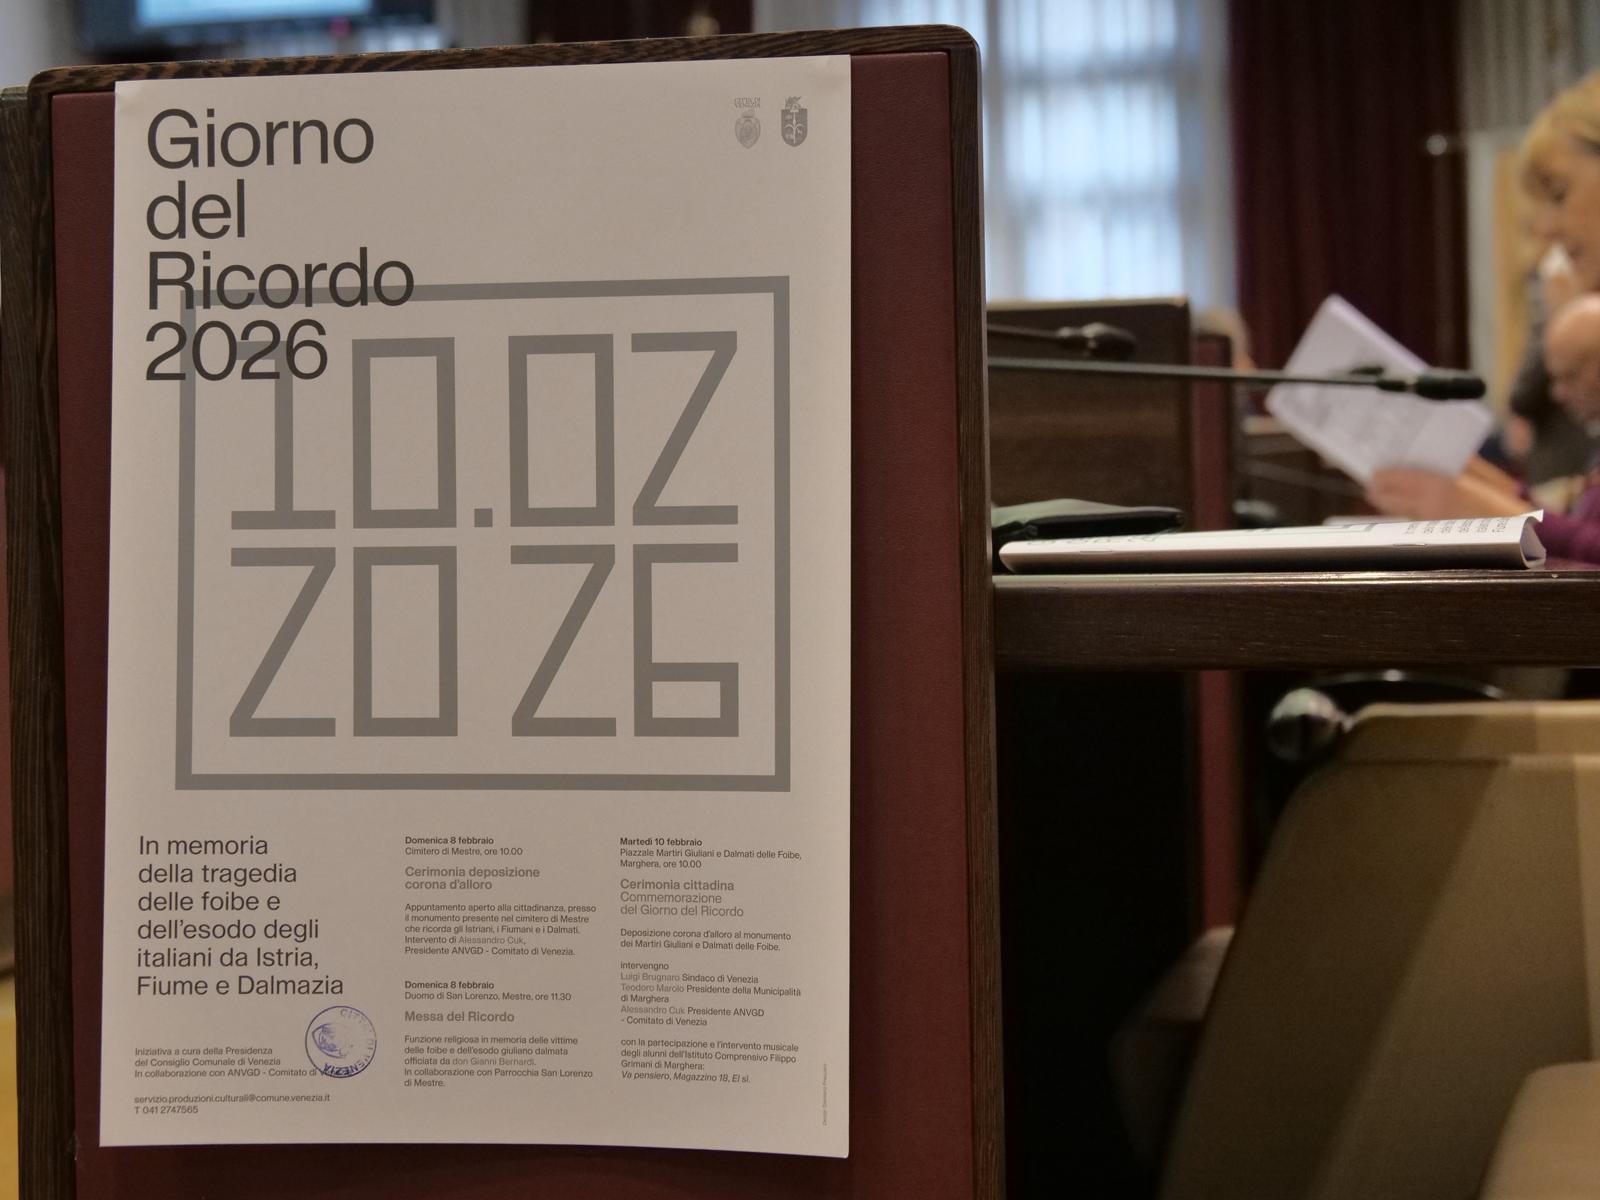 Giorno
del
Ricordo
2026
CITTA' DI
VENEZIA
10.02
2026
In memoria
della tragedia
delle foibe e
dell'esodo degli
italiani da Istria,
Fiume e Dalmazia
CITTA' DI VENEZIA
Iniziativa a cura della Presidenza
del Consiglio Comunale di Venezia
In collaborazione con ANVGD - Comitato di
servizio.produzioni.culturali@comune.venezia.it
T 041 2747565
Domenica 8 febbraio
Cimitero di Mestre, ore 10.00
Cerimonia deposizione
corona d'alloro
Appuntamento aperto alla cittadinanza, presso
il monumento presente nel cimitero di Mestre
che ricorda gli Istriani, i Fiumani e i Dalmati.
Intervento di Alessandro Cuk,
Presidente ANVGD - Comitato di Venezia.
Domenica 8 febbraio
Duomo di San Lorenzo, Mestre, ore 11.30
Messa del Ricordo
Funzione religiosa in memoria delle vittime
delle foibe e dell'esodo giuliano dalmata
officiata da don Gianni Bernardi.
In collaborazione con Parrocchia San Lorenzo
di Mestre.
Martedì 10 febbraio
Piazzale Martiri Giuliani e Dalmati delle Foibe,
Marghera, ore 10.00
Cerimonia cittadina
Commemorazione
del Giorno del Ricordo
Deposizione corona d'alloro al monumento
dei Martiri Giuliani e Dalmati delle Foibe.
intervengno
Luigi Brugnaro Sindaco di Venezia
Teodoro Marolo Presidente della Municipalità
di Marghera
Alessandro Cuk Presidente ANVGD
- Comitato di Venezia
con la partecipazione e l'intervento musicale
degli alunni dell'Istituto Comprensivo Filippo
Grimani di Marghera:
Va pensiero, Magazzino 18, El sì.